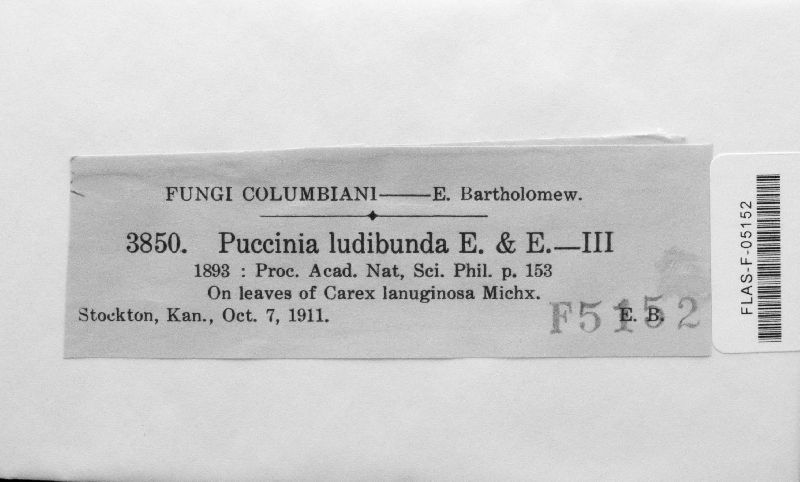 FUNGI COLUMBIANI——E. Bartholomew.
3850. Puccinia ludibunda E. & E.—III
1893 : Proc. Acad. Nat, Sci. Phil. p. 153
On leaves of Carex lanuginosa Michx.
Stockton, Kan., Oct. 7, 1911. E. B.
F5152
FLAS-F-05152